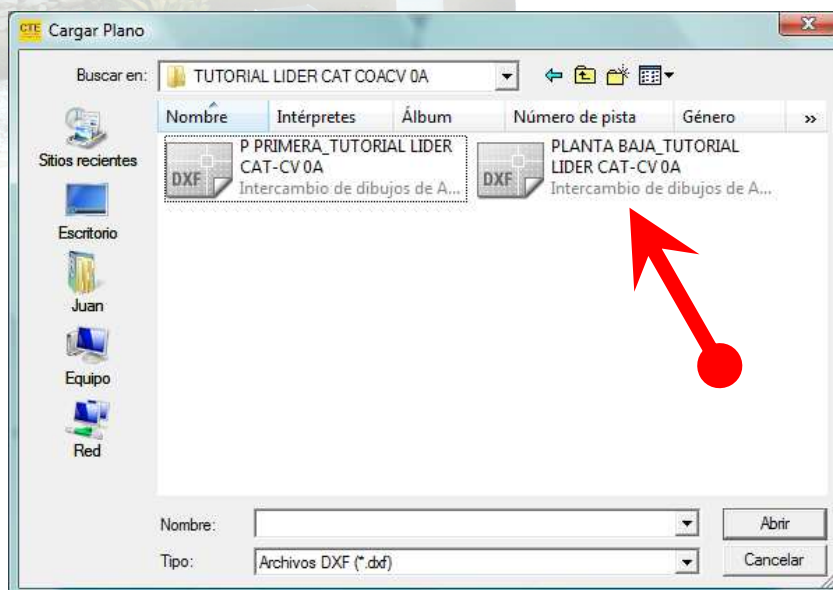 CTE Cargar Plano
X
Buscar en: TUTORIAL LIDER CAT COACV 0A
Nombre Intérpretes Álbum Número de pista Género »
P PRIMERA_TUTORIAL LIDER
CAT-CV 0A
Intercambio de dibujos de A...
DXF
PLANTA BAJA_TUTORIAL
LIDER CAT-CV 0A
Intercambio de dibujos de A...
DXF
Sitios recientes
Escritorio
Juan
Equipo
Red
Nombre: Abrir
Tipo: Archivos DXF (*.dxf) Cancelar